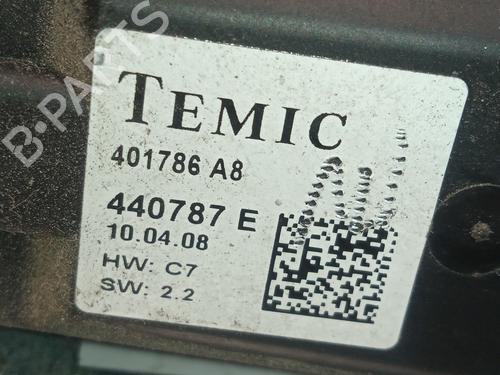 B-PARTS
TEMIC
401786 A8
440787 E
10.04.08
HW: C7
SW: 2.2